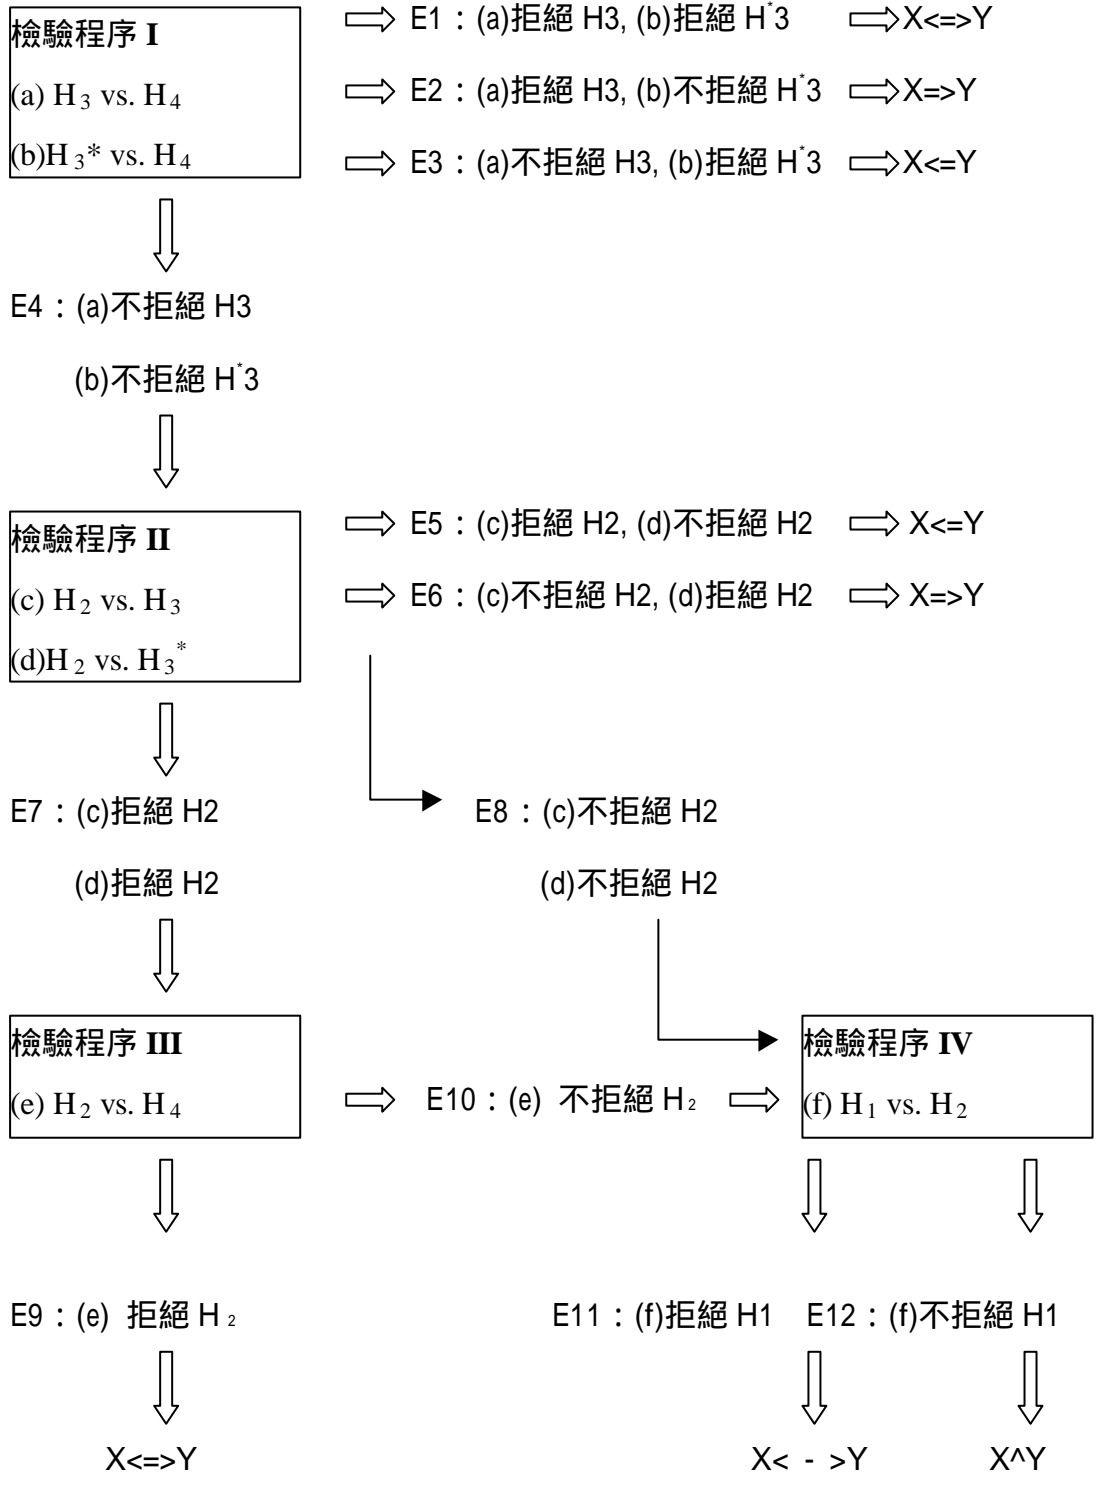 檢驗程序 I
(a) H3 vs. H4
(b)H3* vs. H4
E1：(a)拒絕 H3, (b)拒絕 H*3 X<=>Y
E2：(a)拒絕 H3, (b)不拒絕 H*3 X=>Y
E3：(a)不拒絕 H3, (b)拒絕 H*3 X<=Y
E4：(a)不拒絕 H3
(b)不拒絕 H*3
檢驗程序 II
(c) H2 vs. H3
(d)H2 vs. H3*
E5：(c)拒絕 H2, (d)不拒絕 H2 X<=Y
E6：(c)不拒絕 H2, (d)拒絕 H2 X=>Y
E7：(c)拒絕 H2
(d)拒絕 H2
E8：(c)不拒絕 H2
(d)不拒絕 H2
檢驗程序 III
(e) H2 vs. H4
E10：(e) 不拒絕 H2
檢驗程序 IV
(f) H1 vs. H2
E9：(e) 拒絕 H2
E11：(f)拒絕 H1
E12：(f)不拒絕 H1
X<=>Y
X< - >Y
X^Y